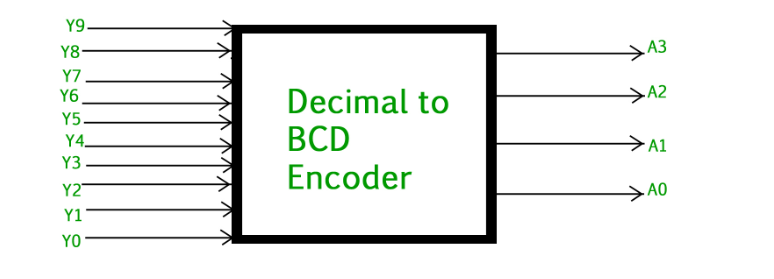 Y9
Y8
Y7
Y6
Y5
Y4
Y3
Y2
Y1
Y0
Decimal to
BCD
Encoder
A3
A2
A1
A0